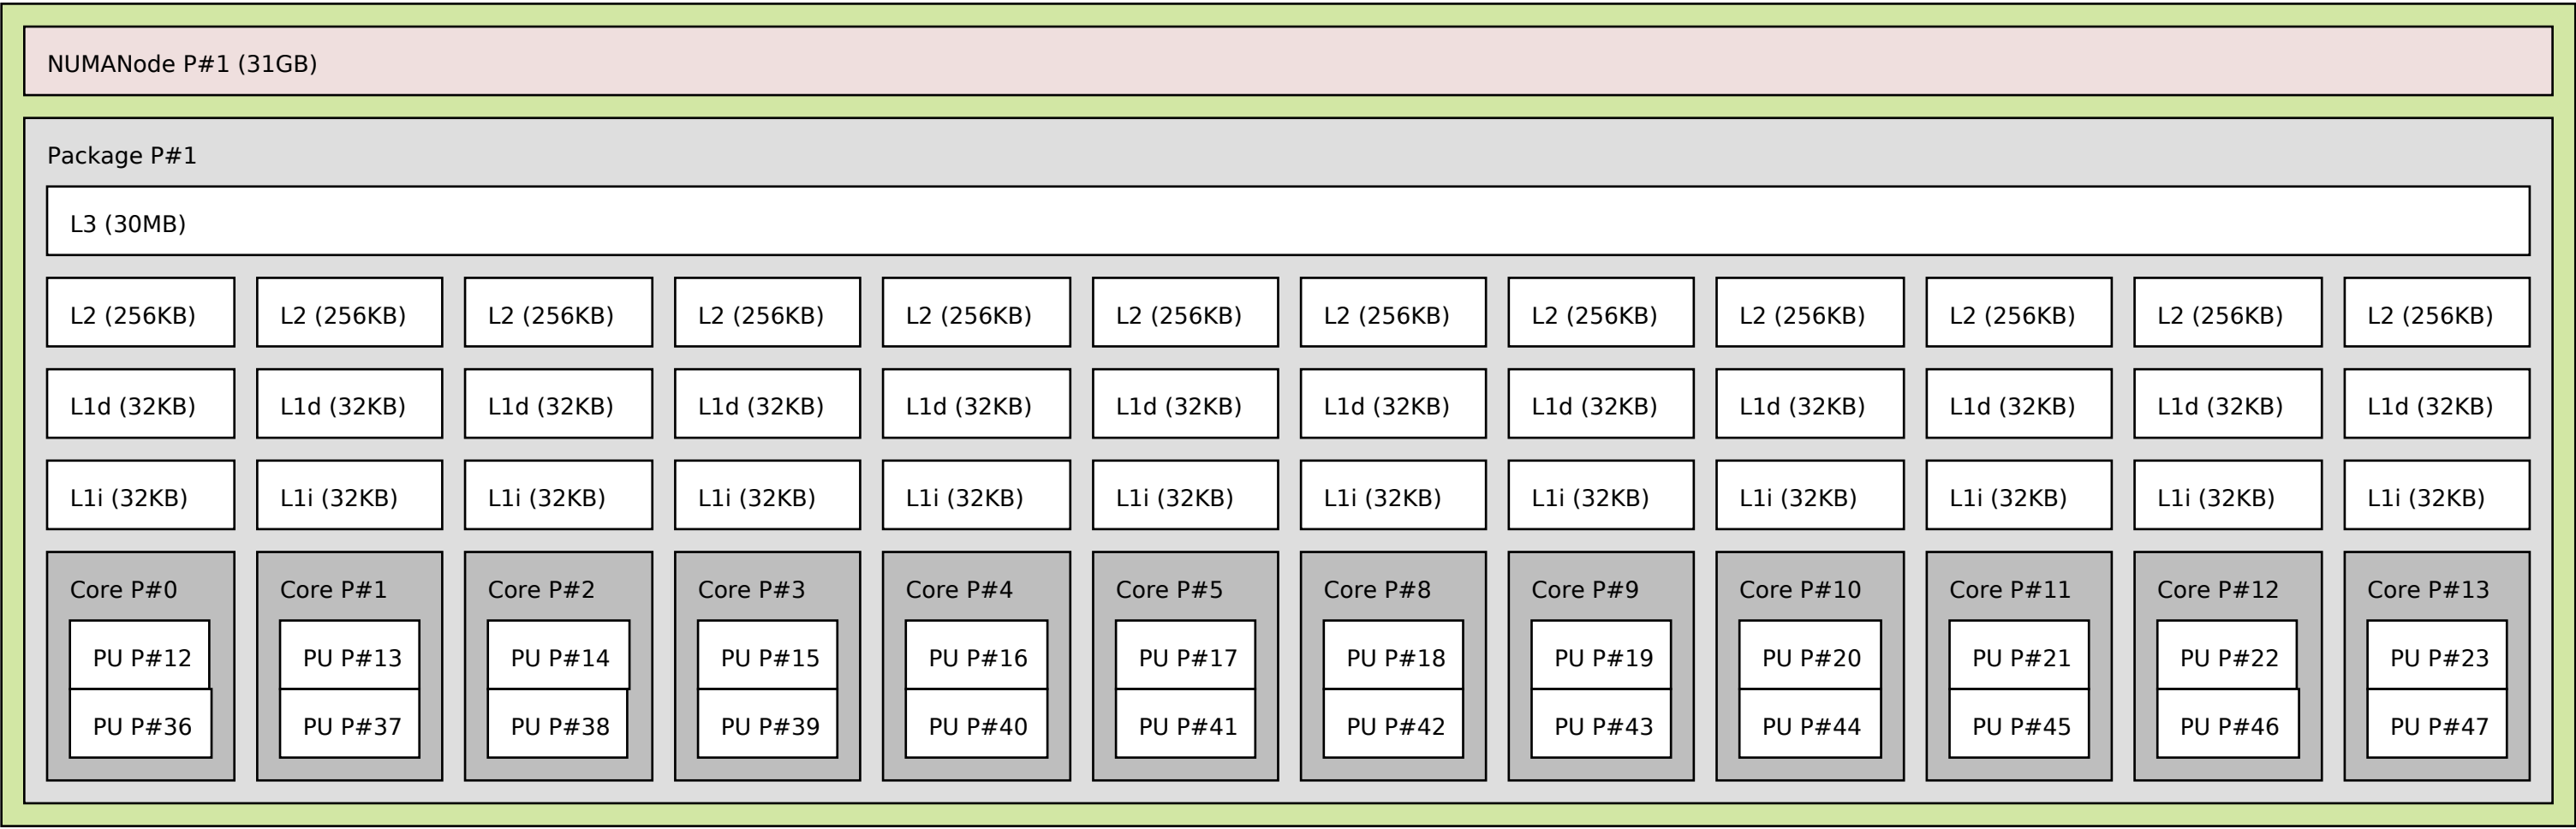 NUMANode P#1 (31GB)
Package P#1
L3 (30MB)
L2 (256KB) L2 (256KB) L2 (256KB) L2 (256KB) L2 (256KB) L2 (256KB) L2 (256KB) L2 (256KB) L2 (256KB) L2 (256KB) L2 (256KB) L2 (256KB)
L1d (32KB) L1d (32KB) L1d (32KB) L1d (32KB) L1d (32KB) L1d (32KB) L1d (32KB) L1d (32KB) L1d (32KB) L1d (32KB) L1d (32KB) L1d (32KB)
L1i (32KB) L1i (32KB) L1i (32KB) L1i (32KB) L1i (32KB) L1i (32KB) L1i (32KB) L1i (32KB) L1i (32KB) L1i (32KB) L1i (32KB) L1i (32KB)
Core P#0 Core P#1 Core P#2 Core P#3 Core P#4 Core P#5 Core P#8 Core P#9 Core P#10 Core P#11 Core P#12 Core P#13
PU P#12 PU P#13 PU P#14 PU P#15 PU P#16 PU P#17 PU P#18 PU P#19 PU P#20 PU P#21 PU P#22 PU P#23
PU P#36 PU P#37 PU P#38 PU P#39 PU P#40 PU P#41 PU P#42 PU P#43 PU P#44 PU P#45 PU P#46 PU P#47